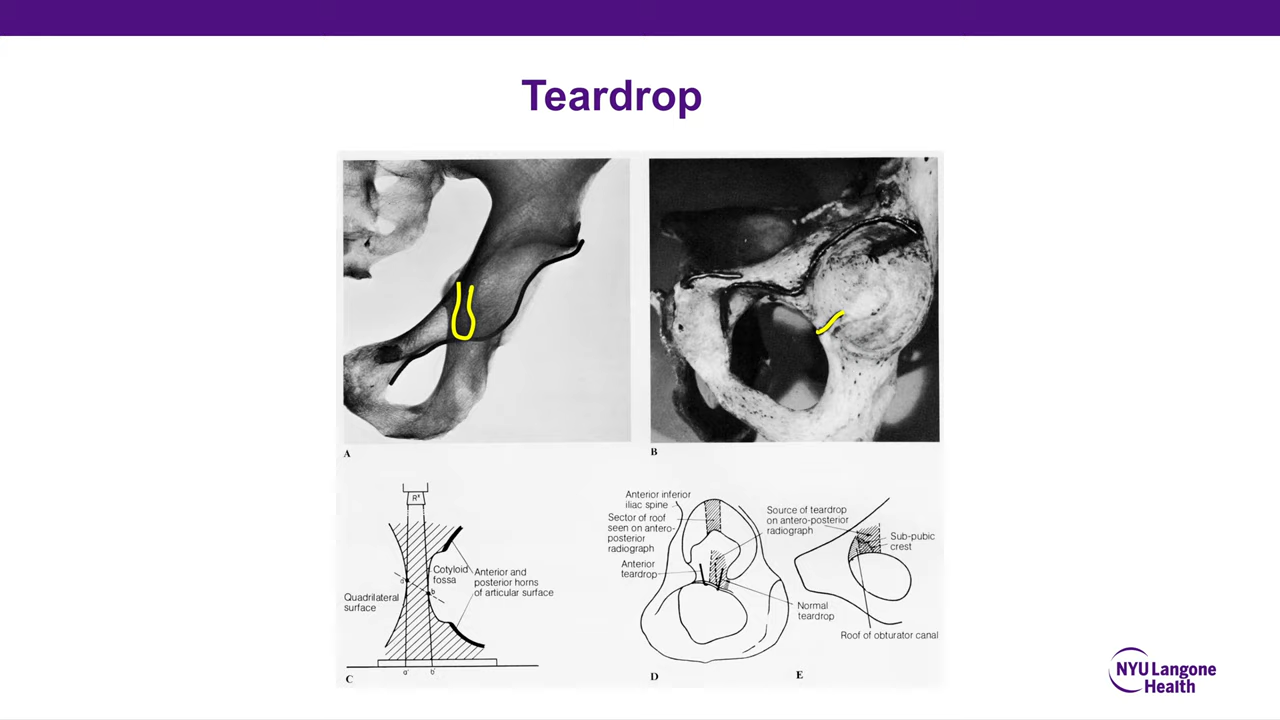 Teardrop
A
B
R*
Cotyloid
fossa
Anterior and
posterior horns
of articular surface
Quadrilateral
surface
a
b
a'
b'
C
Anterior inferior
iliac spine
Sector of roof
seen on antero-
posterior
radiograph
Anterior
teardrop
Source of teardrop
on antero-posterior
radiograph
Normal
teardrop
D
Sub-pubic
crest
Roof of obturator canal
E
NYU Langone
Health